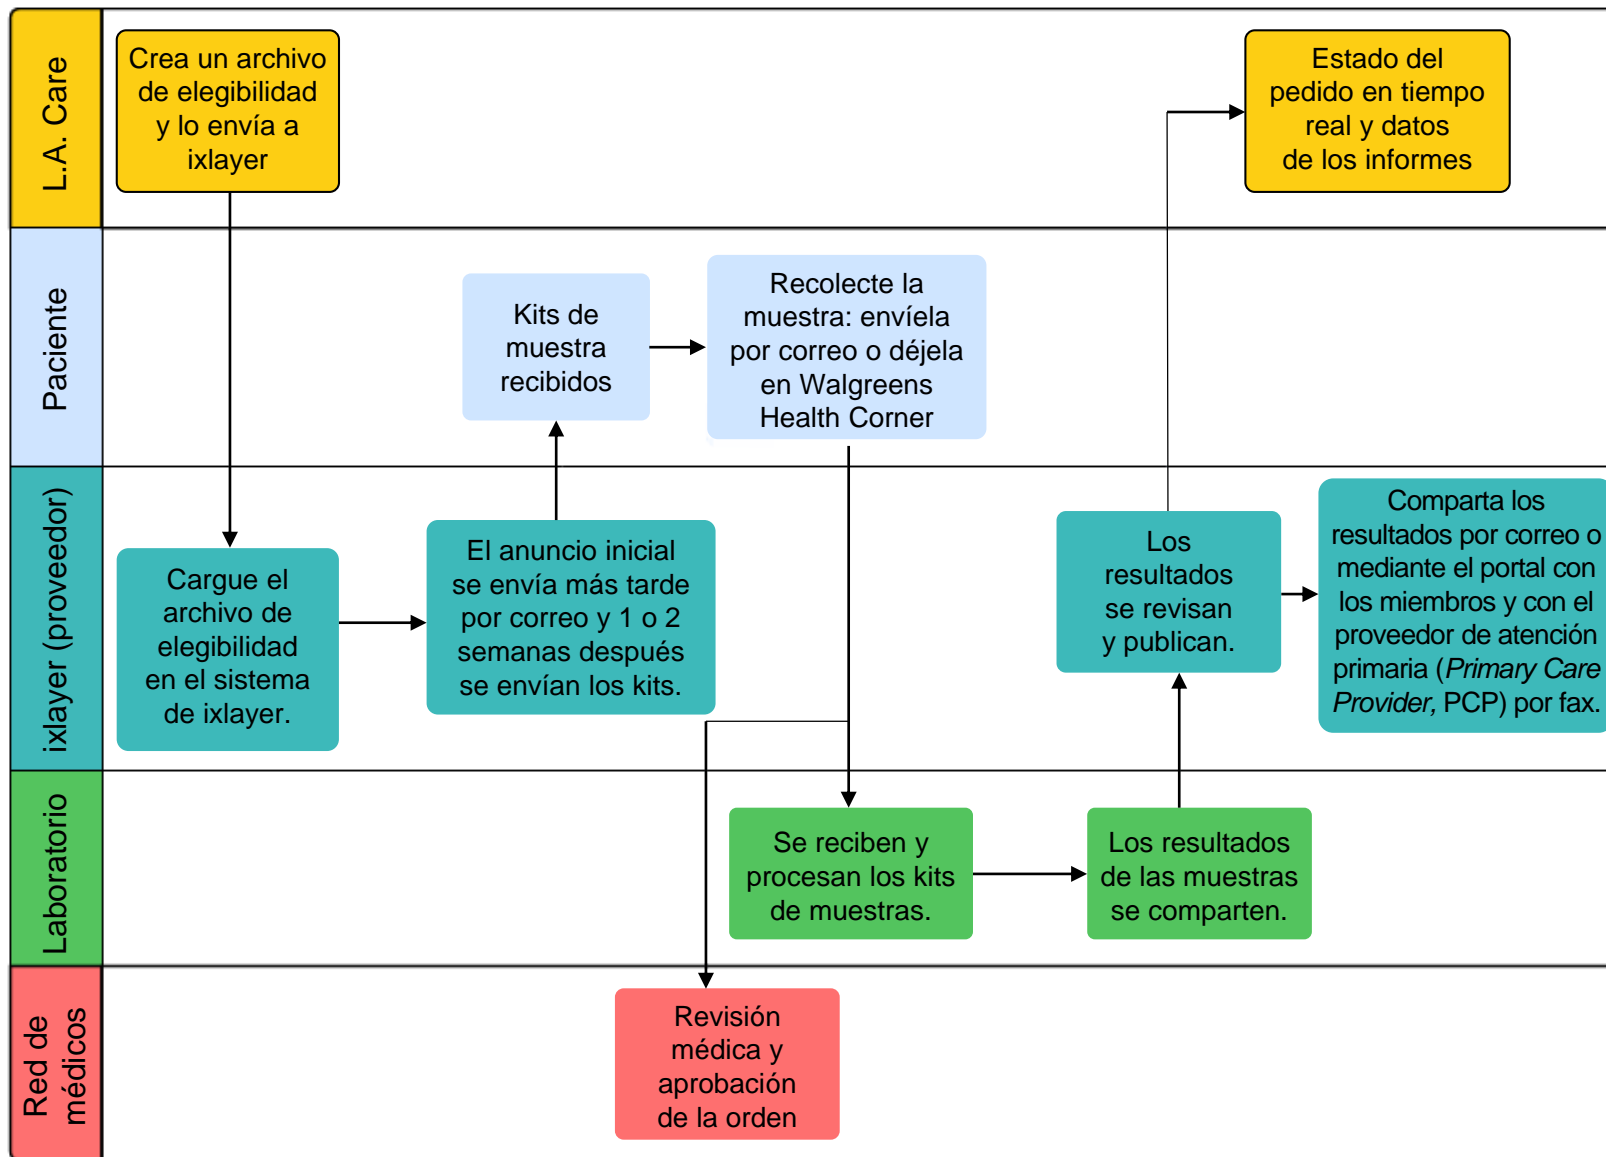 L.A. Care
Crea un archivo
de elegibilidad
y lo envía a
ixlayer
Estado del
pedido en tiempo
real y datos
de los informes
Paciente
Kits de
muestra
recibidos
Recolecte la
muestra: envíela
por correo o déjela
en Walgreens
Health Corner
ixlayer (proveedor)
Cargue el
archivo de
elegibilidad
en el sistema
de ixlayer.
El anuncio inicial
se envía más tarde
por correo y 1 o 2
semanas después
se envían los kits.
Los
resultados
se revisan
y publican.
Comparta los
resultados por correo o
mediante el portal con
los miembros y con el
proveedor de atención
primaria (Primary Care
Provider, PCP) por fax.
Laboratorio
Se reciben y
procesan los kits
de muestras.
Los resultados
de las muestras
se comparten.
Red de
médicos
Revisión
médica y
aprobación
de la orden